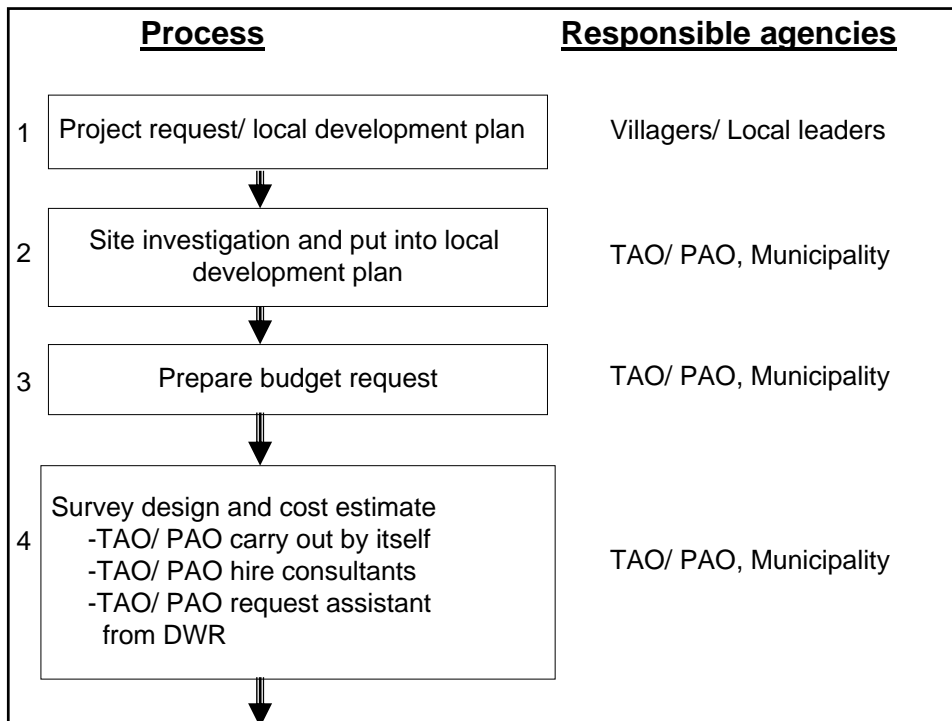 Process Responsible agencies
1 Project request/ local development plan Villagers/ Local leaders
2 Site investigation and put into local
development plan TAO/ PAO, Municipality
3 Prepare budget request TAO/ PAO, Municipality
Survey design and cost estimate
-TAO/ PAO carry out by itself
4 -TAO/ PAO hire consultants TAO/ PAO, Municipality
-TAO/ PAO request assistant
from DWR